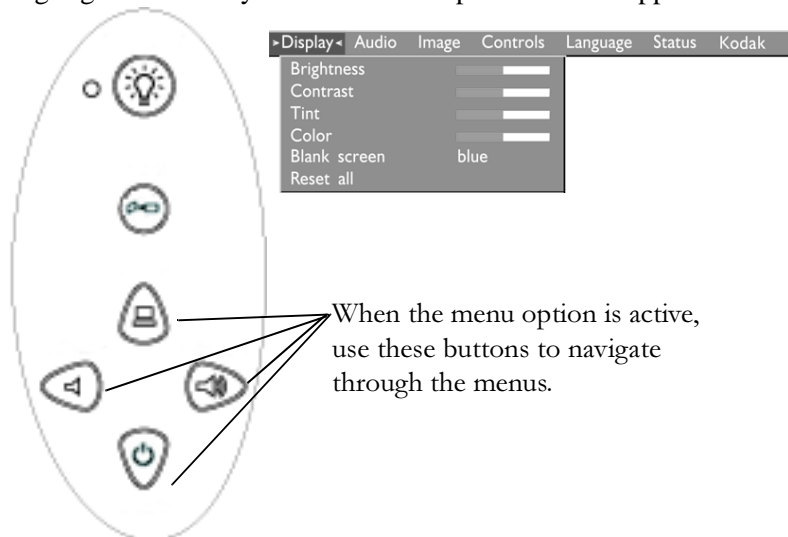 ▸Display◂ Audio Image Controls Language Status Kodak
Brightness
Contrast
Tint
Color
Blank screen blue
Reset all
When the menu option is active,
use these buttons to navigate
through the menus.